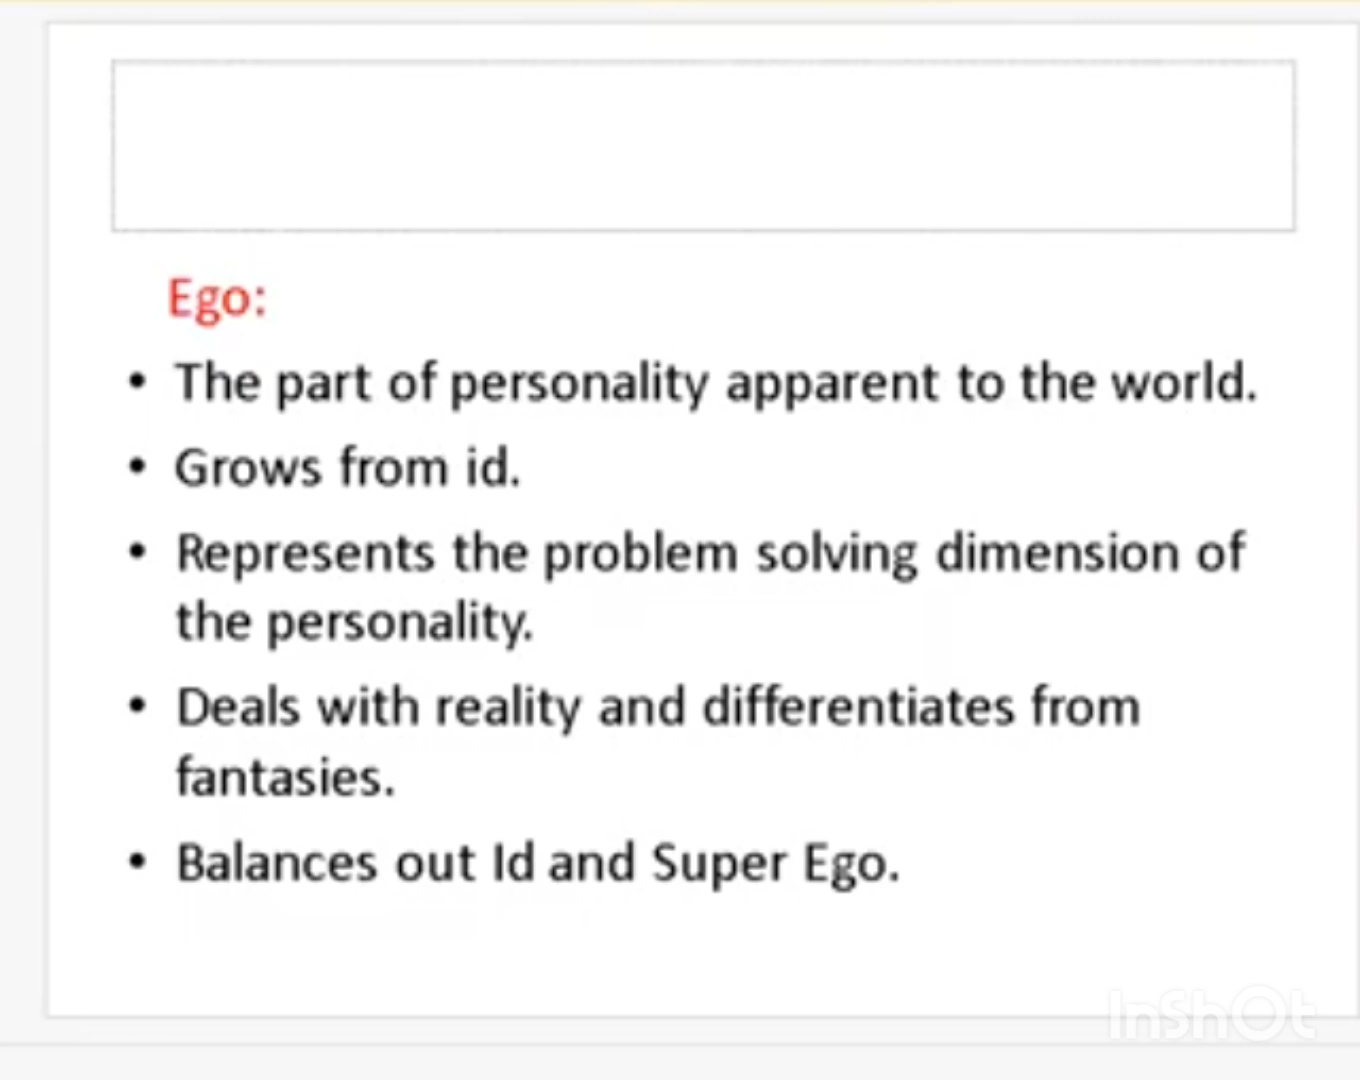 Ego:
• The part of personality apparent to the world.
• Grows from id.
• Represents the problem solving dimension of
the personality.
• Deals with reality and differentiates from
fantasies.
• Balances out Id and Super Ego.
InShOt